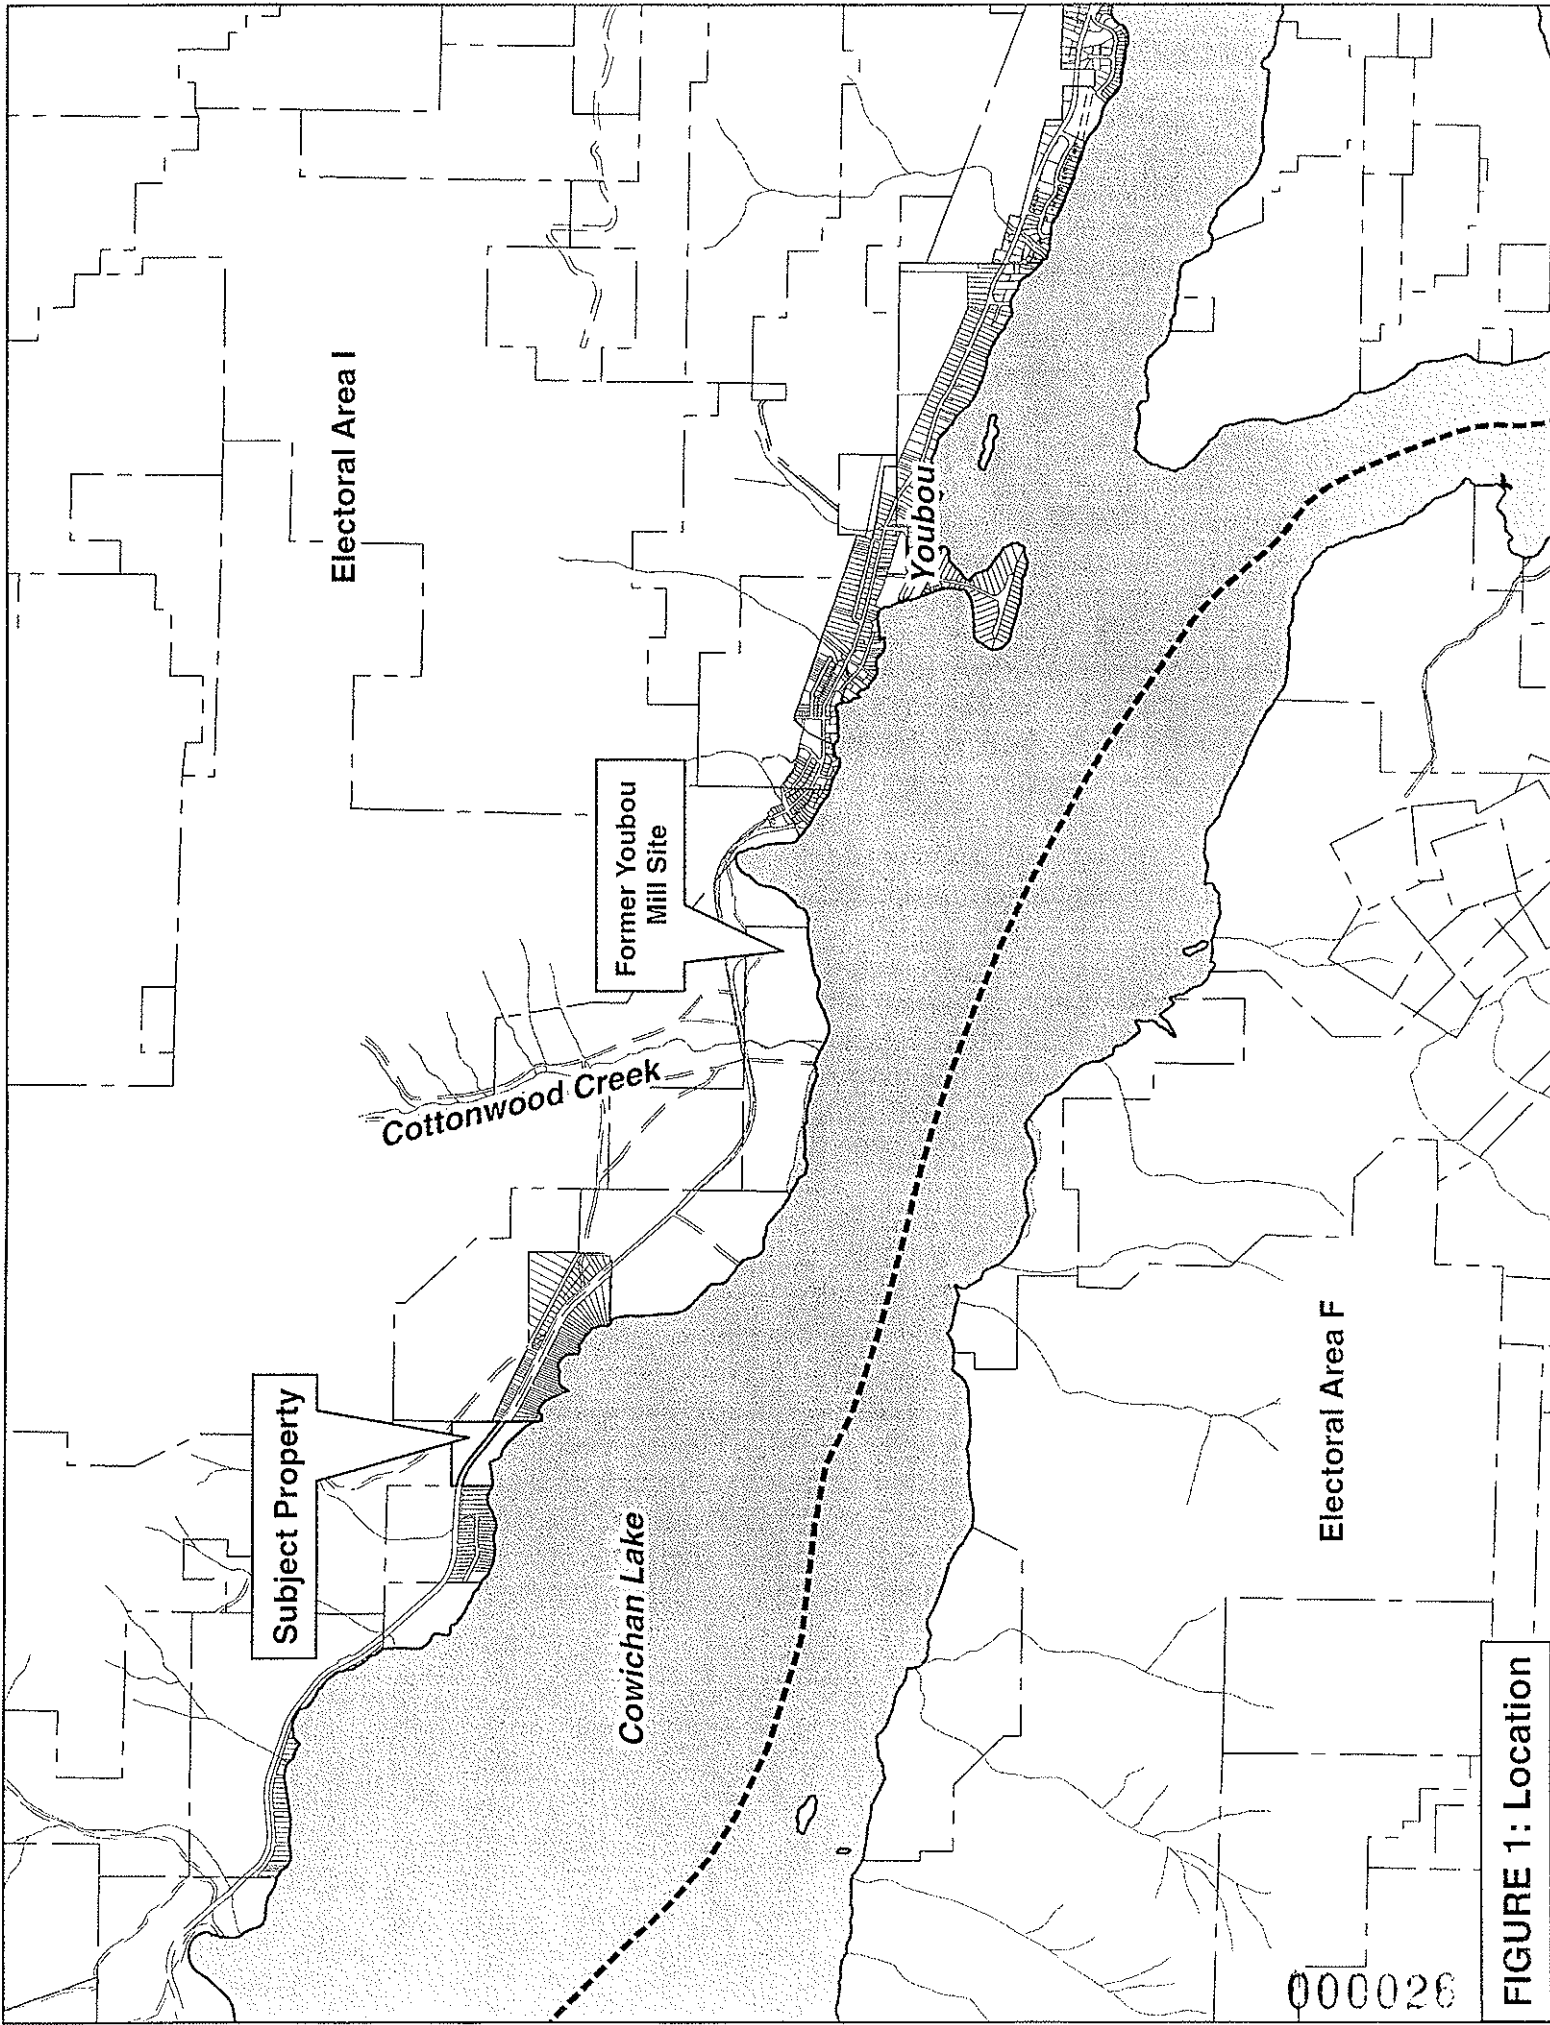 Electoral Area I
Former Youbou
Mill Site
Youbou
Cottonwood Creek
Subject Property
Cowichan Lake
Electoral Area F
FIGURE 1: Location
000026